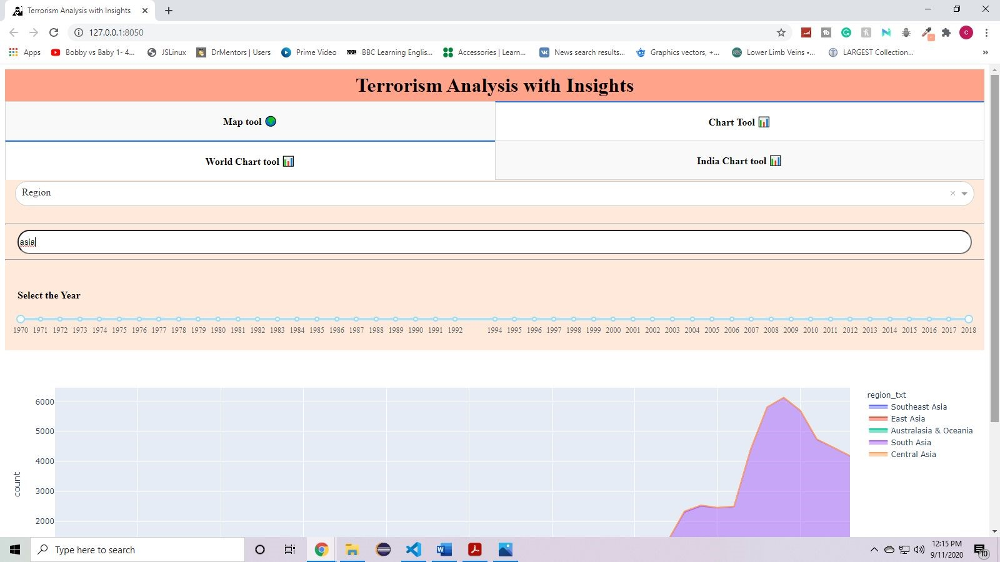 Terrorism Analysis with Insights
127.0.0.1:8050
C
Apps
Bobby vs Baby 1- 4...
JSLinux
DrMentors | Users
Prime Video
BBC
BBC Learning Englis...
Accessories | Learn...
News search results...
Graphics vectors, +...
Lower Limb Veins •...
LARGEST Collection...
»
Terrorism Analysis with Insights
Map tool
Chart Tool
World Chart tool
India Chart tool
Region
asia
Select the Year
1970 1971 1972 1973 1974 1975 1976 1977 1978 1979 1980 1981 1982 1983 1984 1985 1986 1987 1988 1989 1990 1991 1992 1994 1995 1996 1997 1998 1999 2000 2001 2002 2003 2004 2005 2006 2007 2008 2009 2010 2011 2012 2013 2014 2015 2016 2017 2018
6000
5000
4000
3000
2000
count
region_txt
Southeast Asia
East Asia
Australasia & Oceania
South Asia
Central Asia
Type here to search
12:15 PM
9/11/2020
10